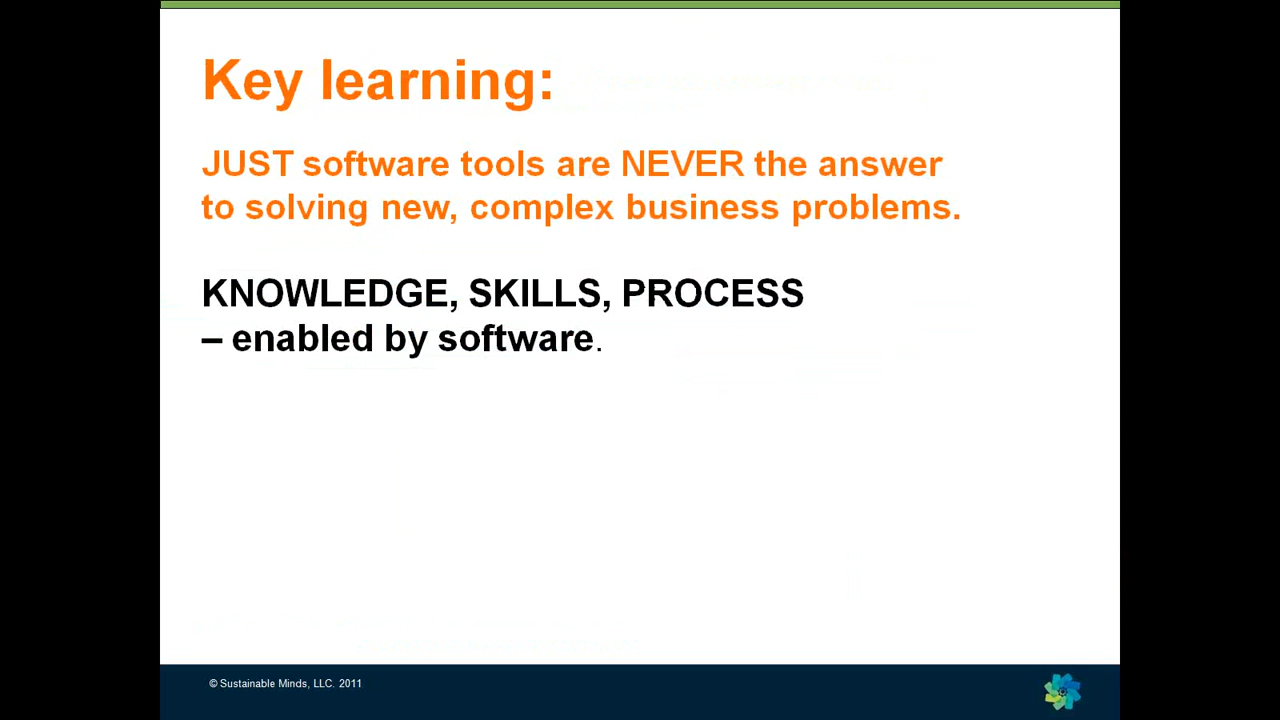 Key learning:
JUST software tools are NEVER the answer
to solving new, complex business problems.
KNOWLEDGE, SKILLS, PROCESS
– enabled by software.
© Sustainable Minds, LLC. 2011